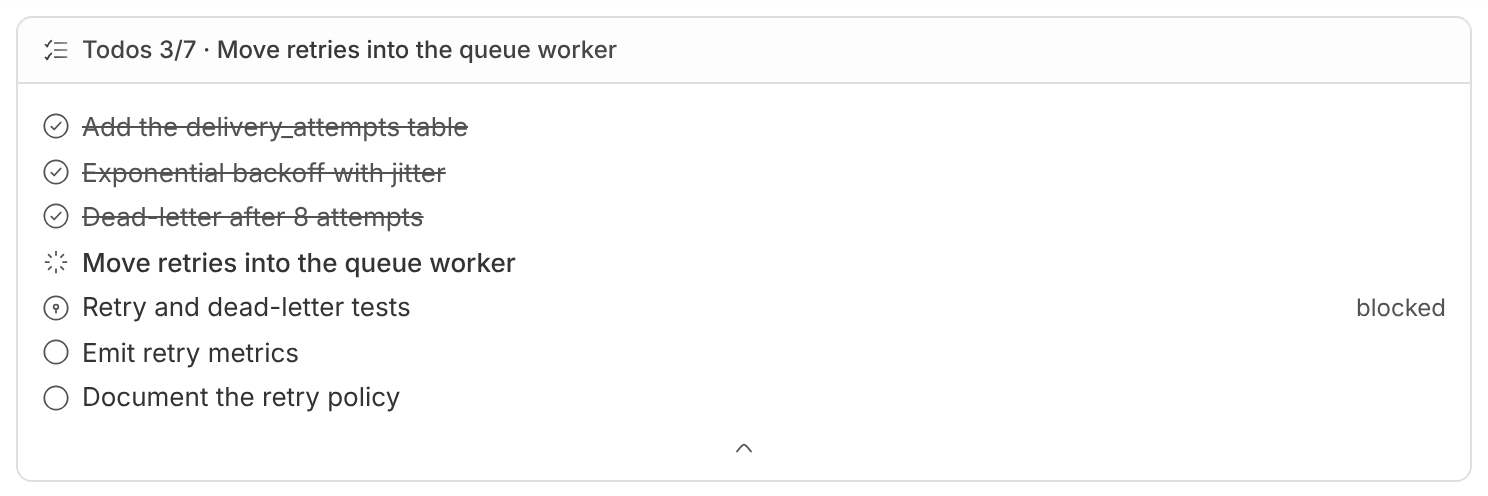 Todos 3/7 · Move retries into the queue worker
Add the delivery_attempts table
Exponential backoff with jitter
Dead-letter after 8 attempts
Move retries into the queue worker
Retry and dead-letter tests blocked
Emit retry metrics
Document the retry policy